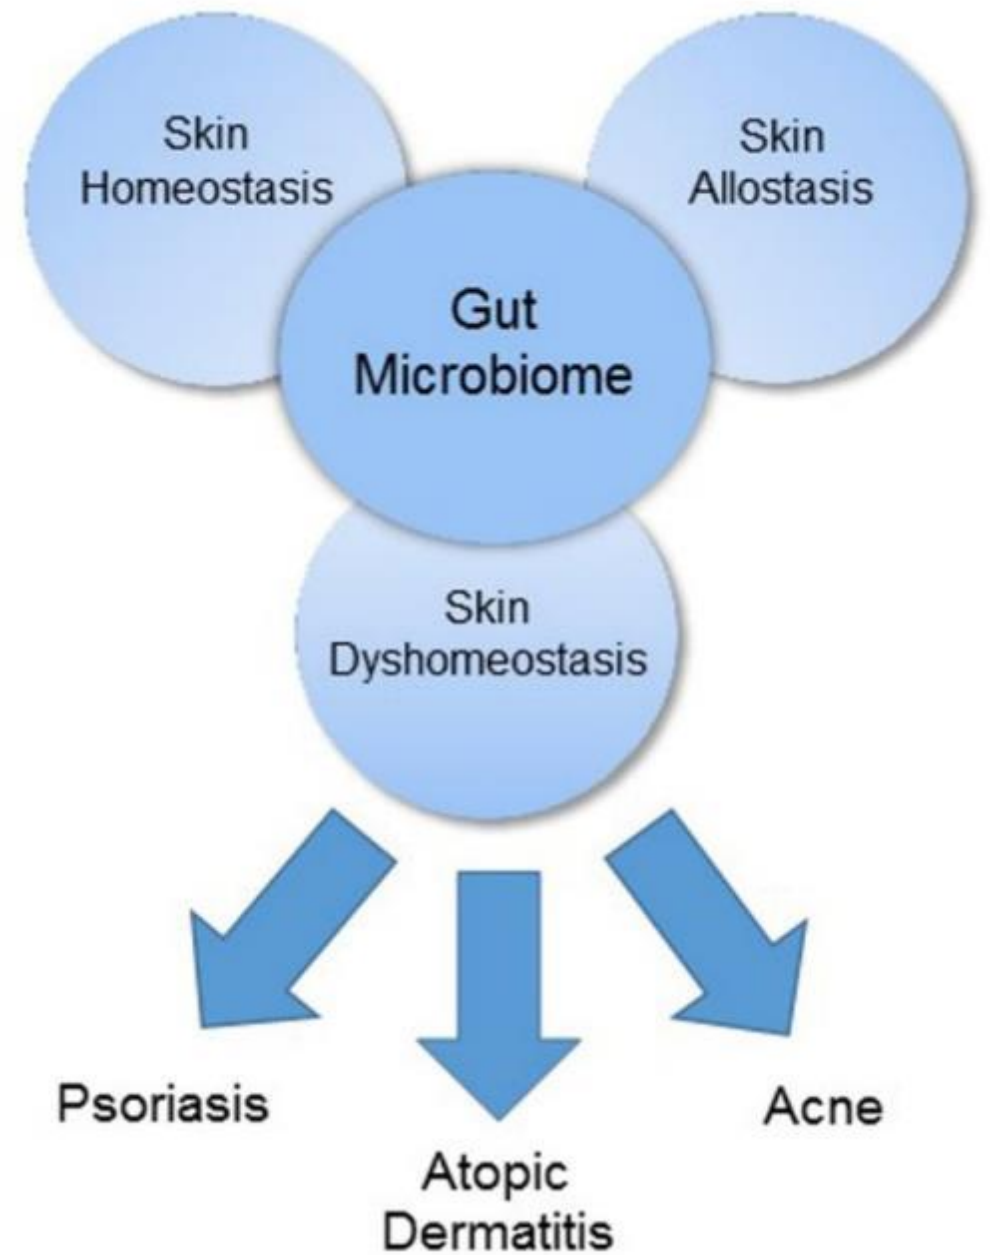 Skin
Homeostasis
Skin
Allostasis
Gut
Microbiome
Skin
Dyshomeostasis
Psoriasis
Atopic
Dermatitis
Acne